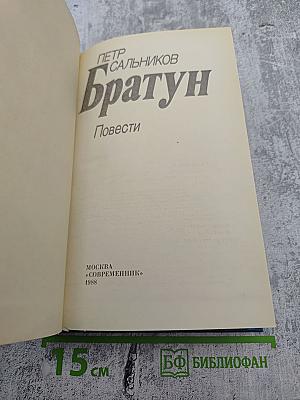 ПЕТР
САЛЬНИКОВ
Братун
Повести
МОСКВА
«СОВРЕМЕННИК»
1988
15 см
БФ БИБЛИОФАН